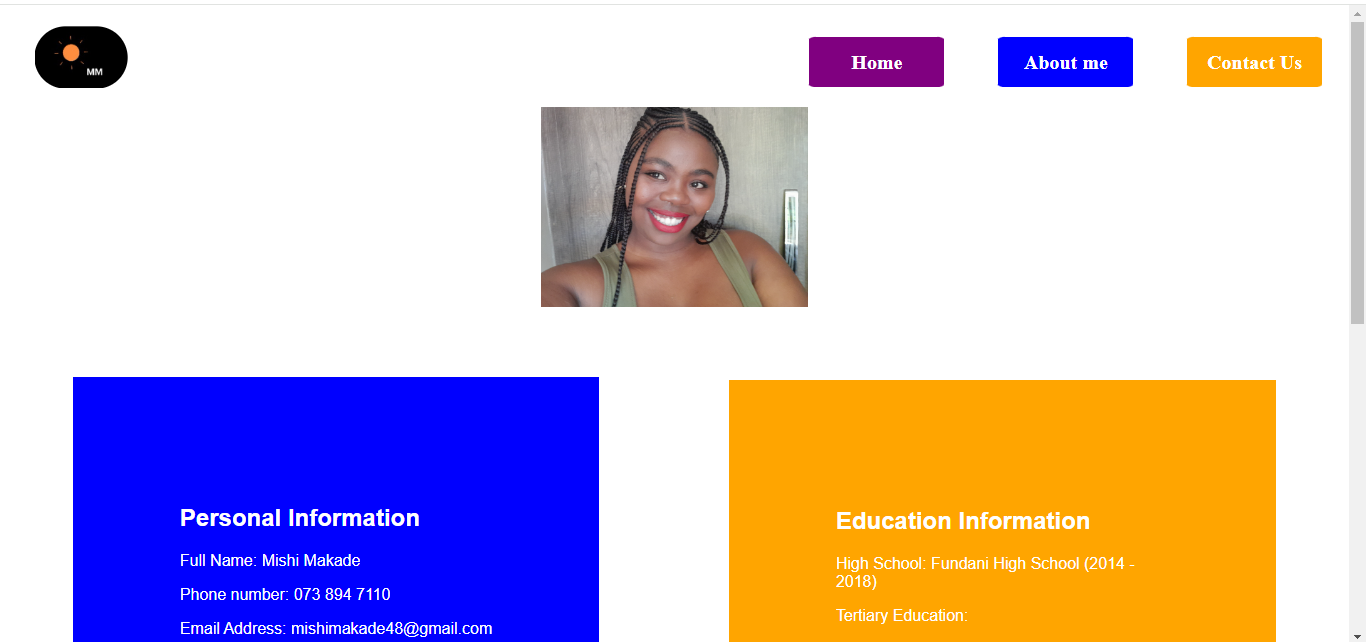 MM
Home
About me
Contact Us
Personal Information
Full Name: Mishi Makade
Phone number: 073 894 7110
Email Address: mishimakade48@gmail.com
Education Information
High School: Fundani High School (2014 -
2018)
Tertiary Education: